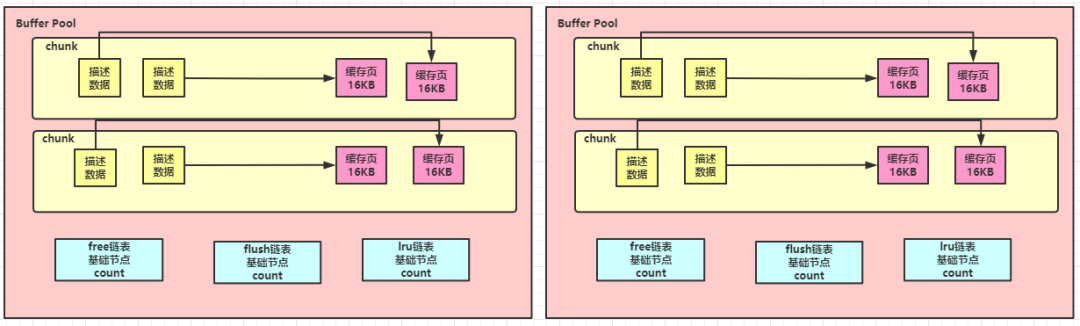 Buffer Pool
chunk
描述
数据
描述
数据
缓存页
16KB
缓存页
16KB
chunk
描述
数据
描述
数据
缓存页
16KB
缓存页
16KB
free链表
基础节点
count
flush链表
基础节点
count
lru链表
基础节点
count
Buffer Pool
chunk
描述
数据
描述
数据
缓存页
16KB
缓存页
16KB
chunk
描述
数据
描述
数据
缓存页
16KB
缓存页
16KB
free链表
基础节点
count
flush链表
基础节点
count
lru链表
基础节点
count